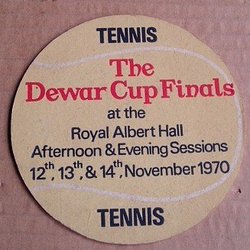 TENNIS
The
Dewar Cup Finals
at the
Royal Albert Hall
Afternoon & Evening Sessions
12th, 13th, & 14th, November 1970
TENNIS